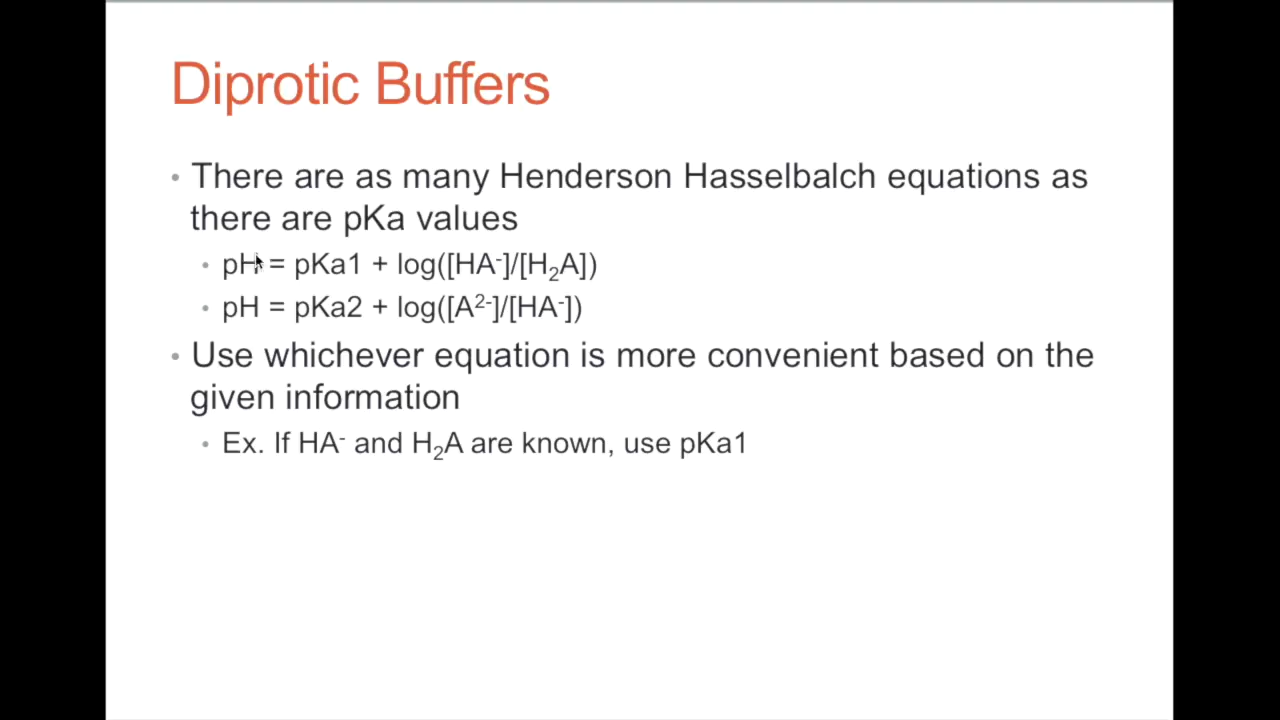 Diprotic Buffers
• There are as many Henderson Hasselbalch equations as
there are pKa values
• pH = pKa1 + log([HA⁻]/[H₂A])
• pH = pKa2 + log([A²⁻]/[HA⁻])
• Use whichever equation is more convenient based on the
given information
• Ex. If HA⁻ and H₂A are known, use pKa1